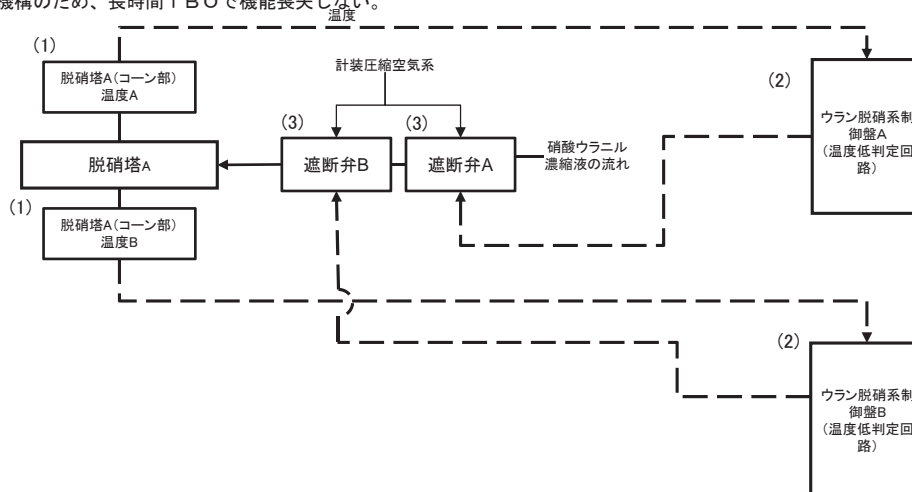 機構のため、長時間TBOで機能喪失しない。
温度
(1)
脱硝塔A(コーン部)
温度A
計装圧縮空気系
(2)
(3)
(3)
ウラン脱硝系制
御盤A
(温度低判定回
路)
脱硝塔A
遮断弁B
遮断弁A
硝酸ウラニル
濃縮液の流れ
(1)
脱硝塔A(コーン部)
温度B
(2)
ウラン脱硝系制
御盤B
(温度低判定回
路)